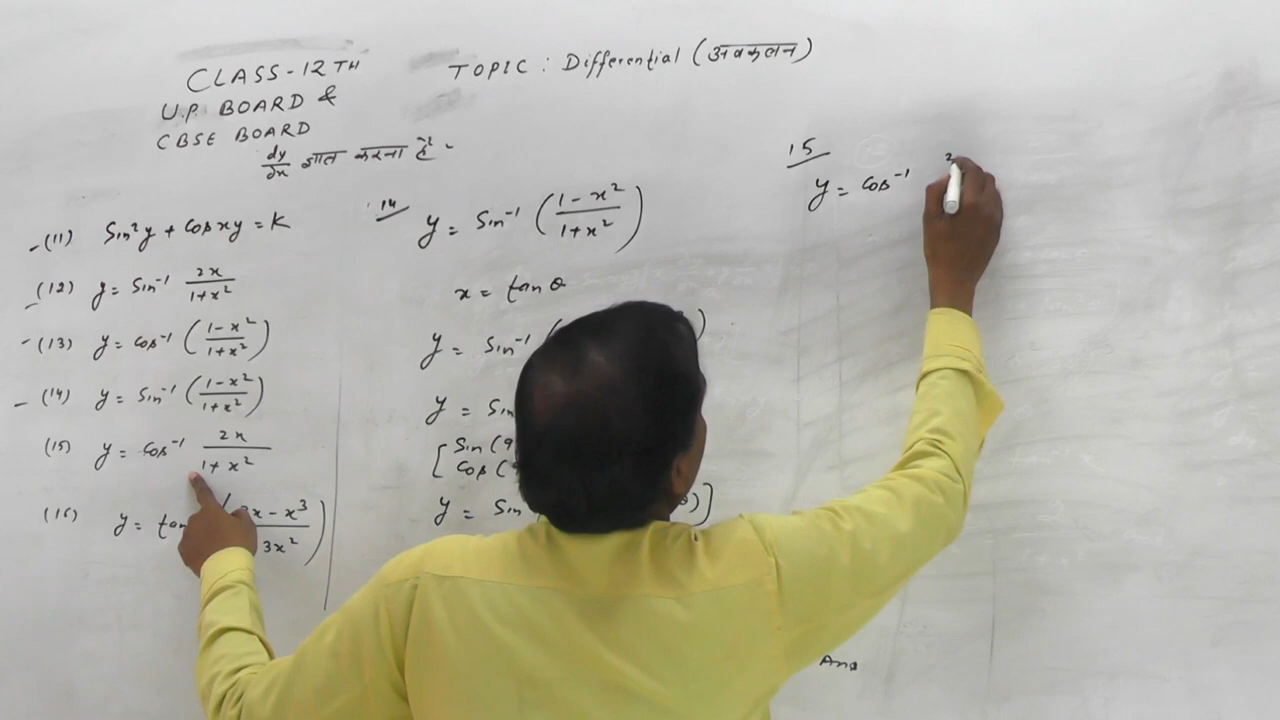 CLASS-12TH
U.P. BOARD &
CBSE BOARD
TOPIC : Differential (अवकलन)
dy/dx ज्ञात करना है -
(11) Sin²y + Cos xy = K
(12) y = Sin⁻¹ 2x/1+x²
(13) y = Cos⁻¹ (1-x²/1+x²)
(14) y = Sin⁻¹ (1-x²/1+x²)
(15) y = Cos⁻¹ 2x/1+x²
(16) y = tan 3x-x³/3x² )
14
y = Sin⁻¹ (1-x²/1+x²)
x = tan θ
y = Sin⁻¹ ( )
y = Sin
[ Sin (9
Cos (
y = Sin )]
15
y = Cos⁻¹ 2
Ans